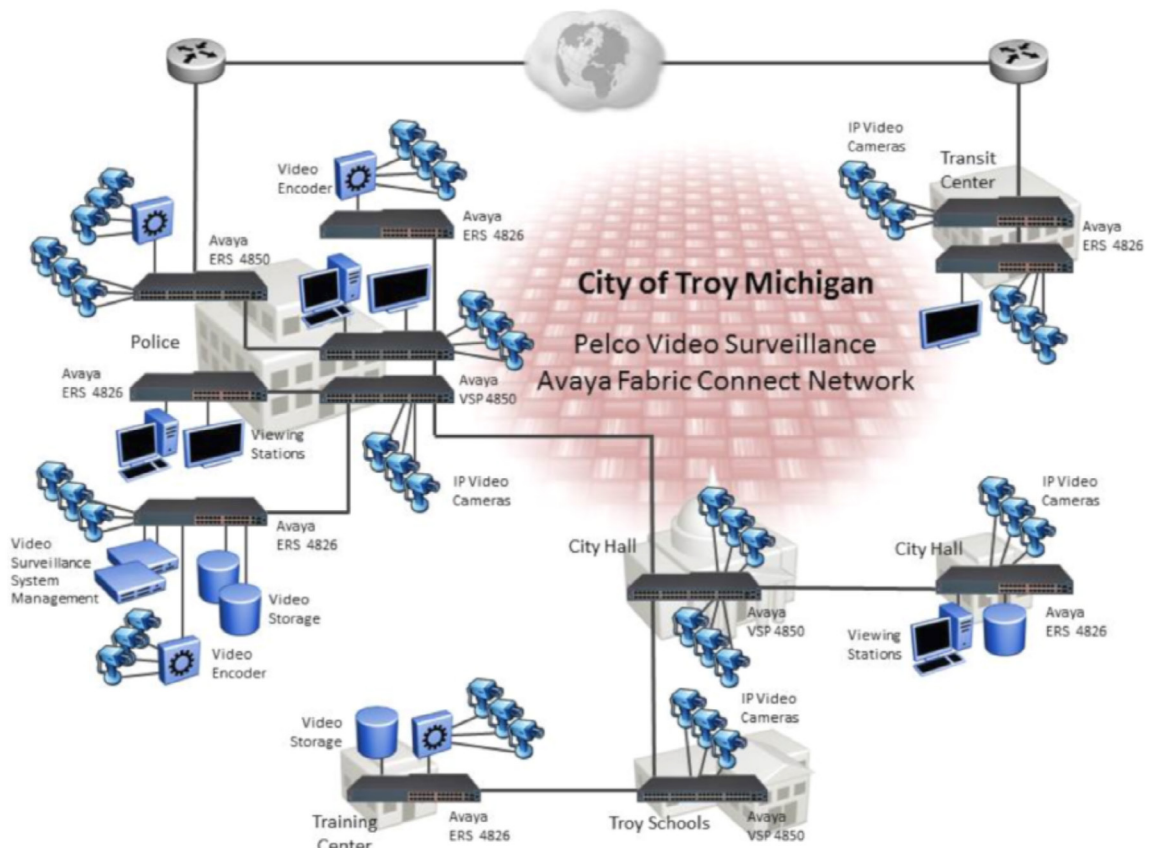 IP Video
Cameras
Transit
Center
Avaya
ERS 4826
Video
Encoder
Avaya
ERS 4826
Avaya
ERS 4850
City of Troy Michigan
Pelco Video Surveillance
Avaya Fabric Connect Network
Police
Avaya
ERS 4826
Avaya
VSP 4850
Viewing
Stations
IP Video
Cameras
Avaya
ERS 4826
Video
Surveillance
System
Management
Video
Storage
Video
Encoder
City Hall
Avaya
VSP 4850
IP Video
Cameras
City Hall
Avaya
ERS 4826
Viewing
Stations
IP Video
Cameras
Video
Storage
Training
Center
Avaya
ERS 4826
Troy Schools
Avaya
VSP 4850